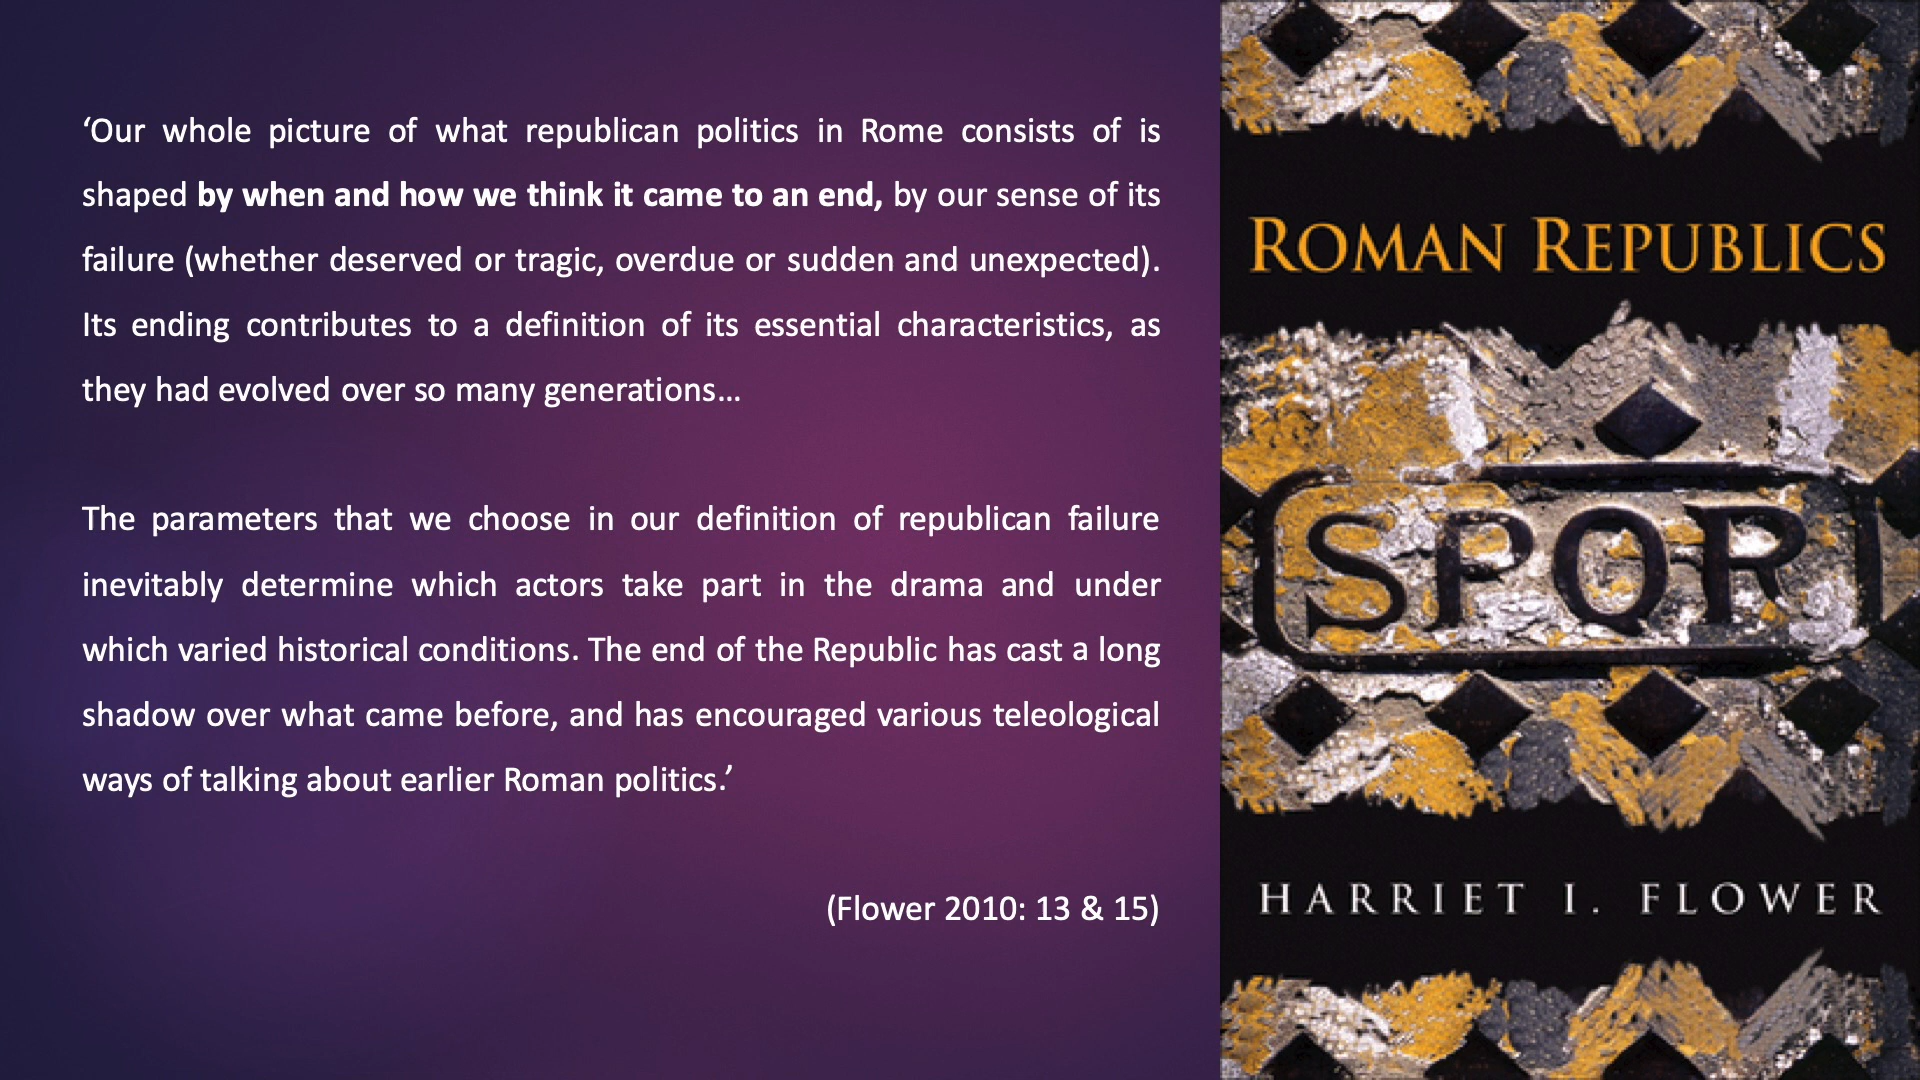 ‘Our whole picture of what republican politics in Rome consists of is
shaped by when and how we think it came to an end, by our sense of its
failure (whether deserved or tragic, overdue or sudden and unexpected).
Its ending contributes to a definition of its essential characteristics, as
they had evolved over so many generations…
The parameters that we choose in our definition of republican failure
inevitably determine which actors take part in the drama and under
which varied historical conditions. The end of the Republic has cast a long
shadow over what came before, and has encouraged various teleological
ways of talking about earlier Roman politics.’
(Flower 2010: 13 & 15)
ROMAN REPUBLICS
SPQR
HARRIET I. FLOWER